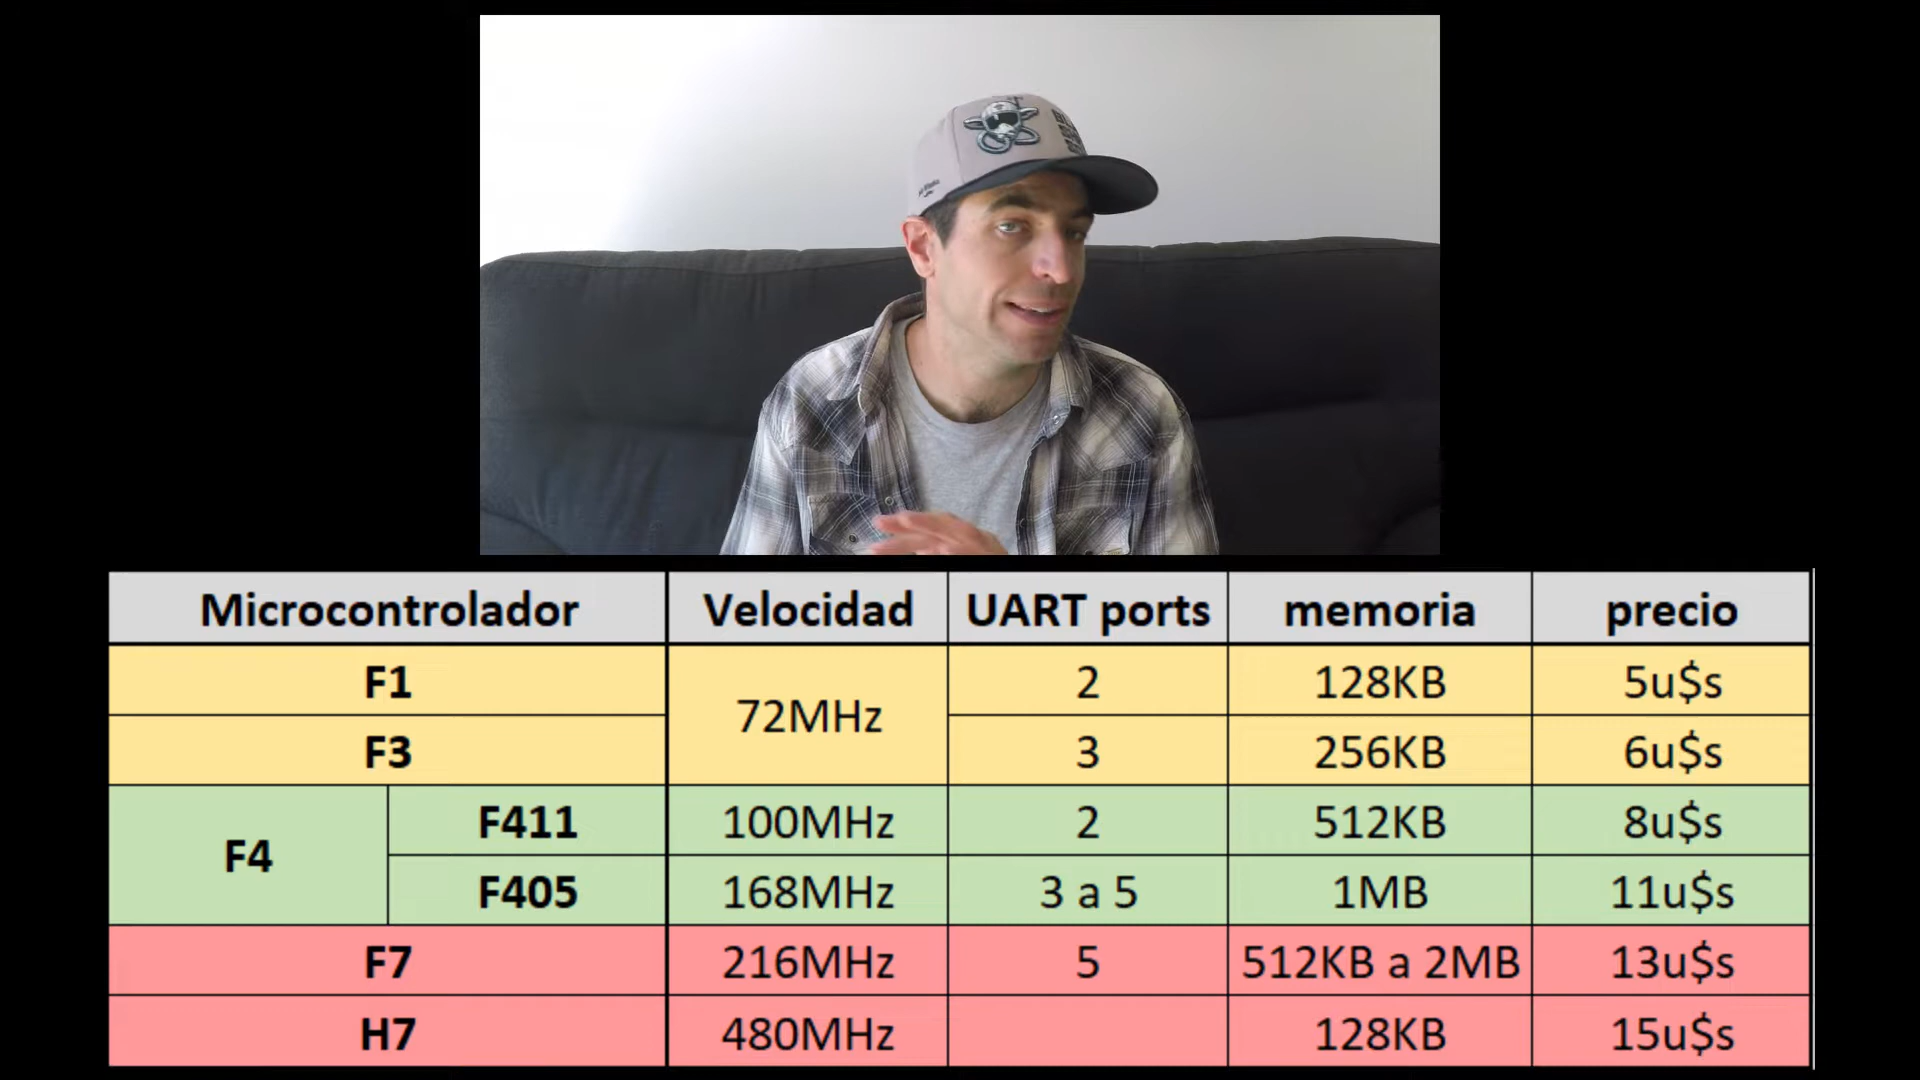 Microcontrolador Velocidad UART ports memoria precio
F1 72MHz 2 128KB 5u$s
F3 3 256KB 6u$s
F4 F411 100MHz 2 512KB 8u$s
F405 168MHz 3 a 5 1MB 11u$s
F7 216MHz 5 512KB a 2MB 13u$s
H7 480MHz 128KB 15u$s